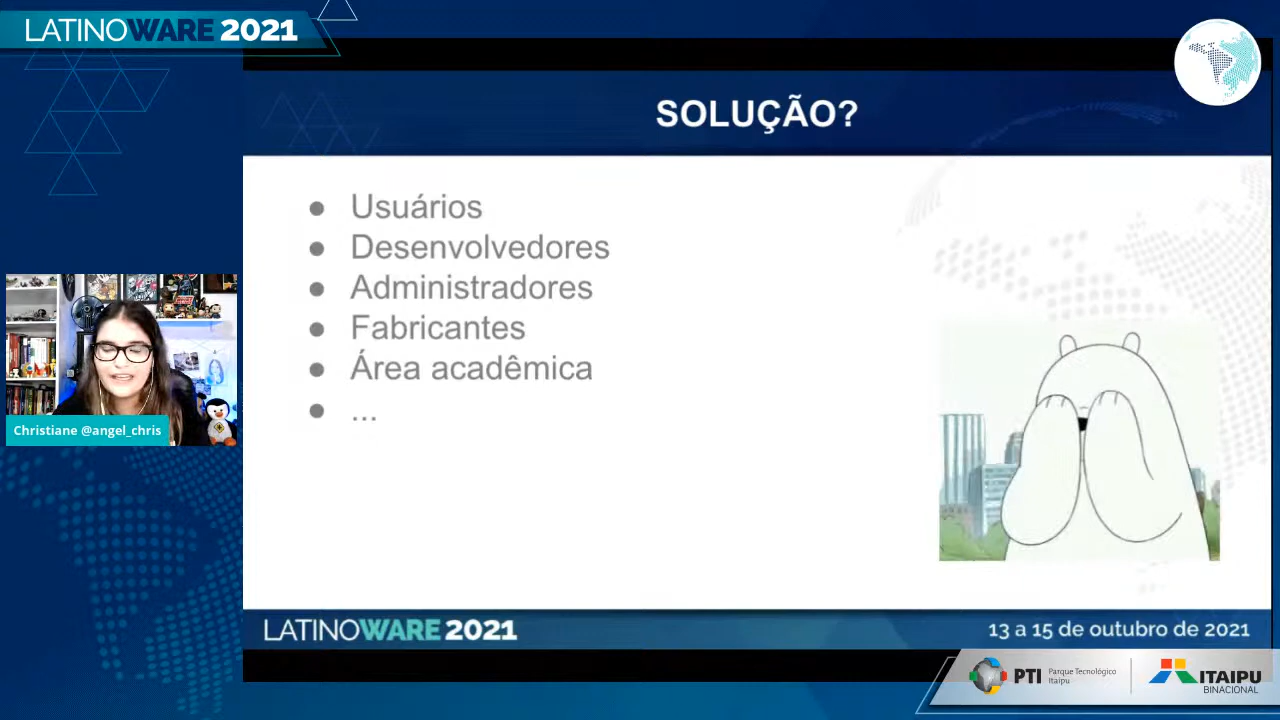 LATINOWARE 2021
SOLUÇÃO?
● Usuários
● Desenvolvedores
● Administradores
● Fabricantes
● Área acadêmica
● ...
Christiane @angel_chris
LATINOWARE 2021
13 a 15 de outubro de 2021
PTI Parque Tecnológico Itaipu
ITAIPU
BINACIONAL